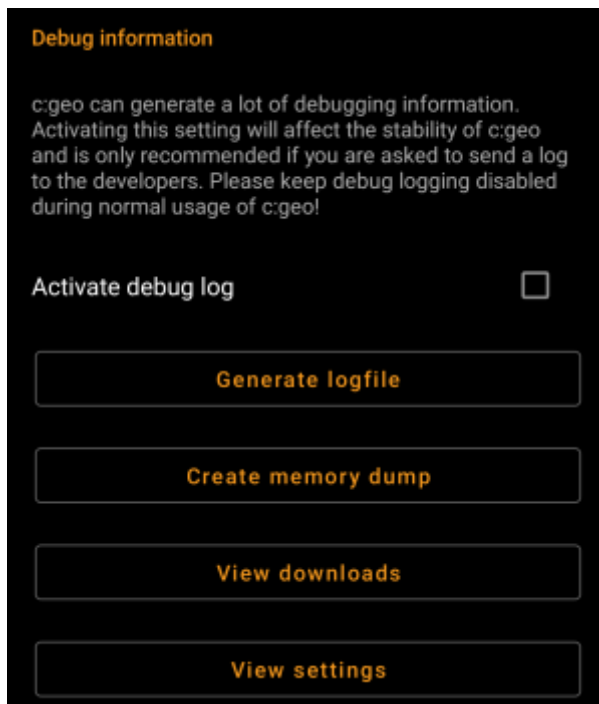 Debug information
c:geo can generate a lot of debugging information.
Activating this setting will affect the stability of c:geo
and is only recommended if you are asked to send a log
to the developers. Please keep debug logging disabled
during normal usage of c:geo!
Activate debug log
Generate logfile
Create memory dump
View downloads
View settings